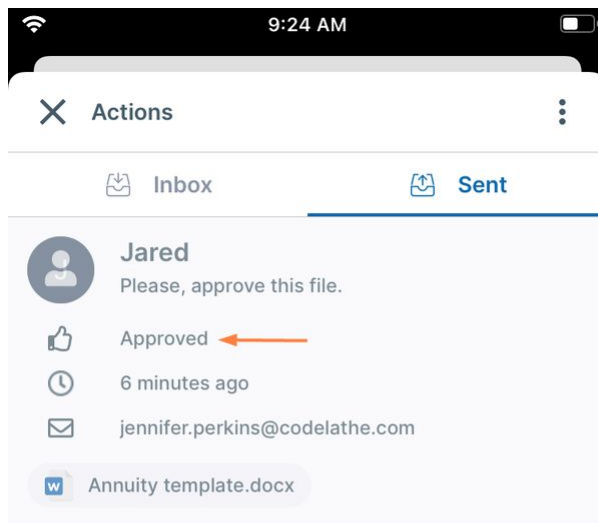 9:24 AM
Actions
Inbox
Sent
Jared
J
Please, approve this file.
Approved
6 minutes ago
jennifer.perkins@codelathe.com
W
Annuity template.docx